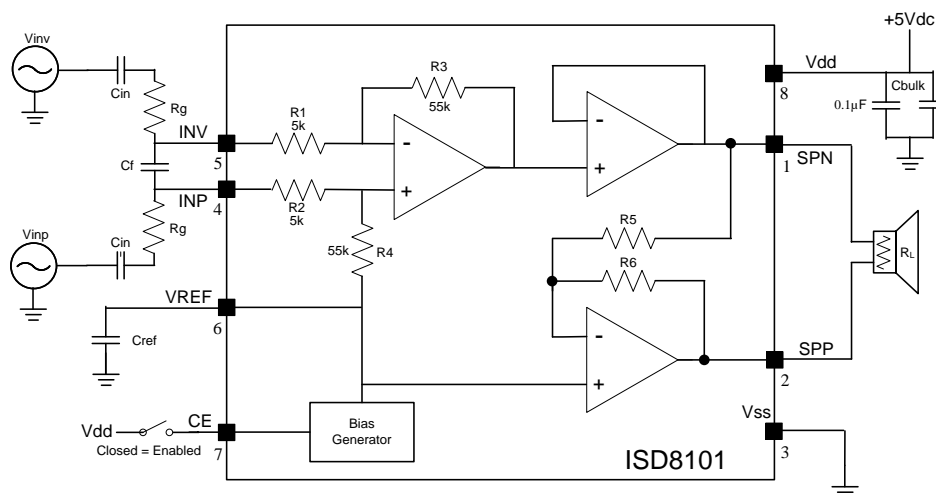 Vinv
Cin
Rg
INV
5
Cf
INP
4
Rg
Vinp
Cin
VREF
6
Cref
Vdd
CE
7
Closed = Enabled
R1
5k
R2
5k
R3
55k
-
+
55k
R4
-
+
R5
R6
-
+
Bias
Generator
ISD8101
+5Vdc
Vdd
8
0.1µF
Cbulk
SPN
1
RL
SPP
2
Vss
3